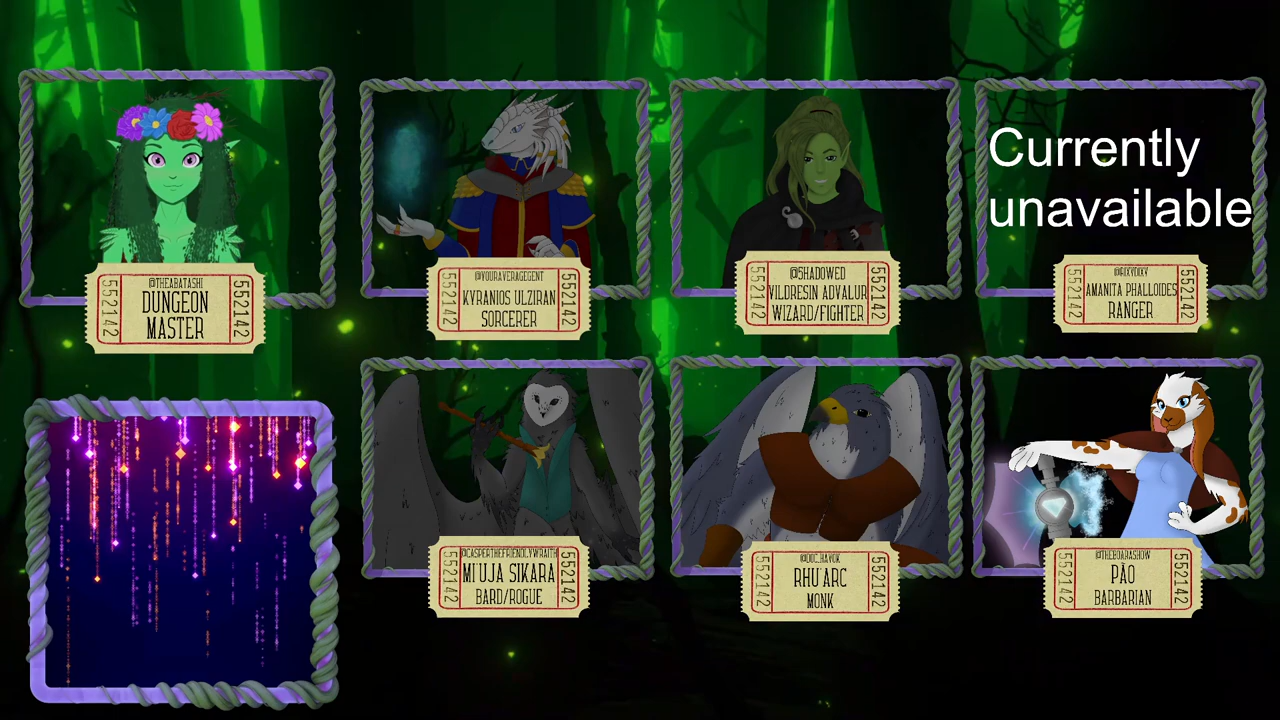 @THEABATASHI
DUNGEON
MASTER
552142
552142
@YOURAVERAGEGENT
KYRANIOS ULZIRAN
SORCERER
552142
552142
@SHADOWED
VILDRESIN ADVALUR
WIZARD/FIGHTER
552142
552142
Currently
unavailable
AMANITA PHALLOIDES
RANGER
552142
552142
@CASPERTHEFRIENDLYWRAITH
MI'UJA SIKARA
BARD/ROGUE
552142
552142
@DOC_HAVOK
RHU'ARC
MONK
552142
552142
@THEBOARASHOW
PÃO
BARBARIAN
552142
552142